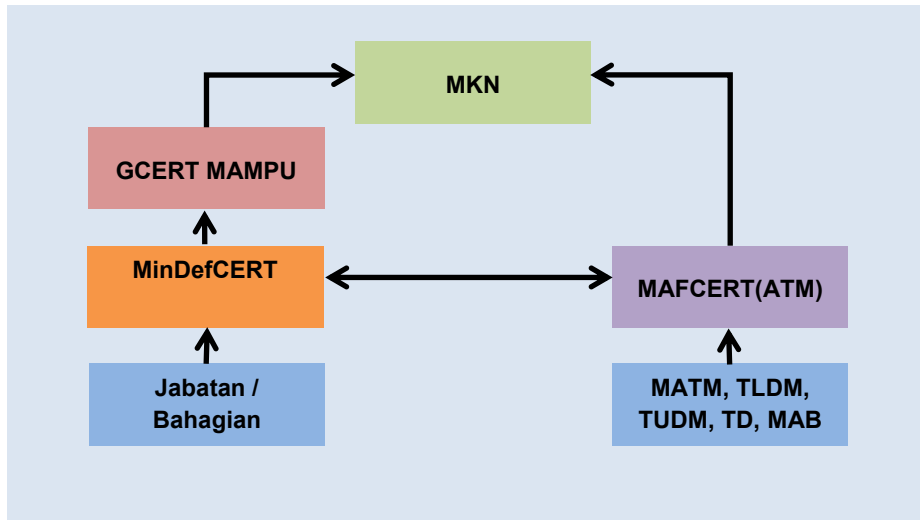 MKN
GCERT MAMPU
MinDefCERT
MAFCERT(ATM)
Jabatan /
Bahagian
MATM, TLDM,
TUDM, TD, MAB